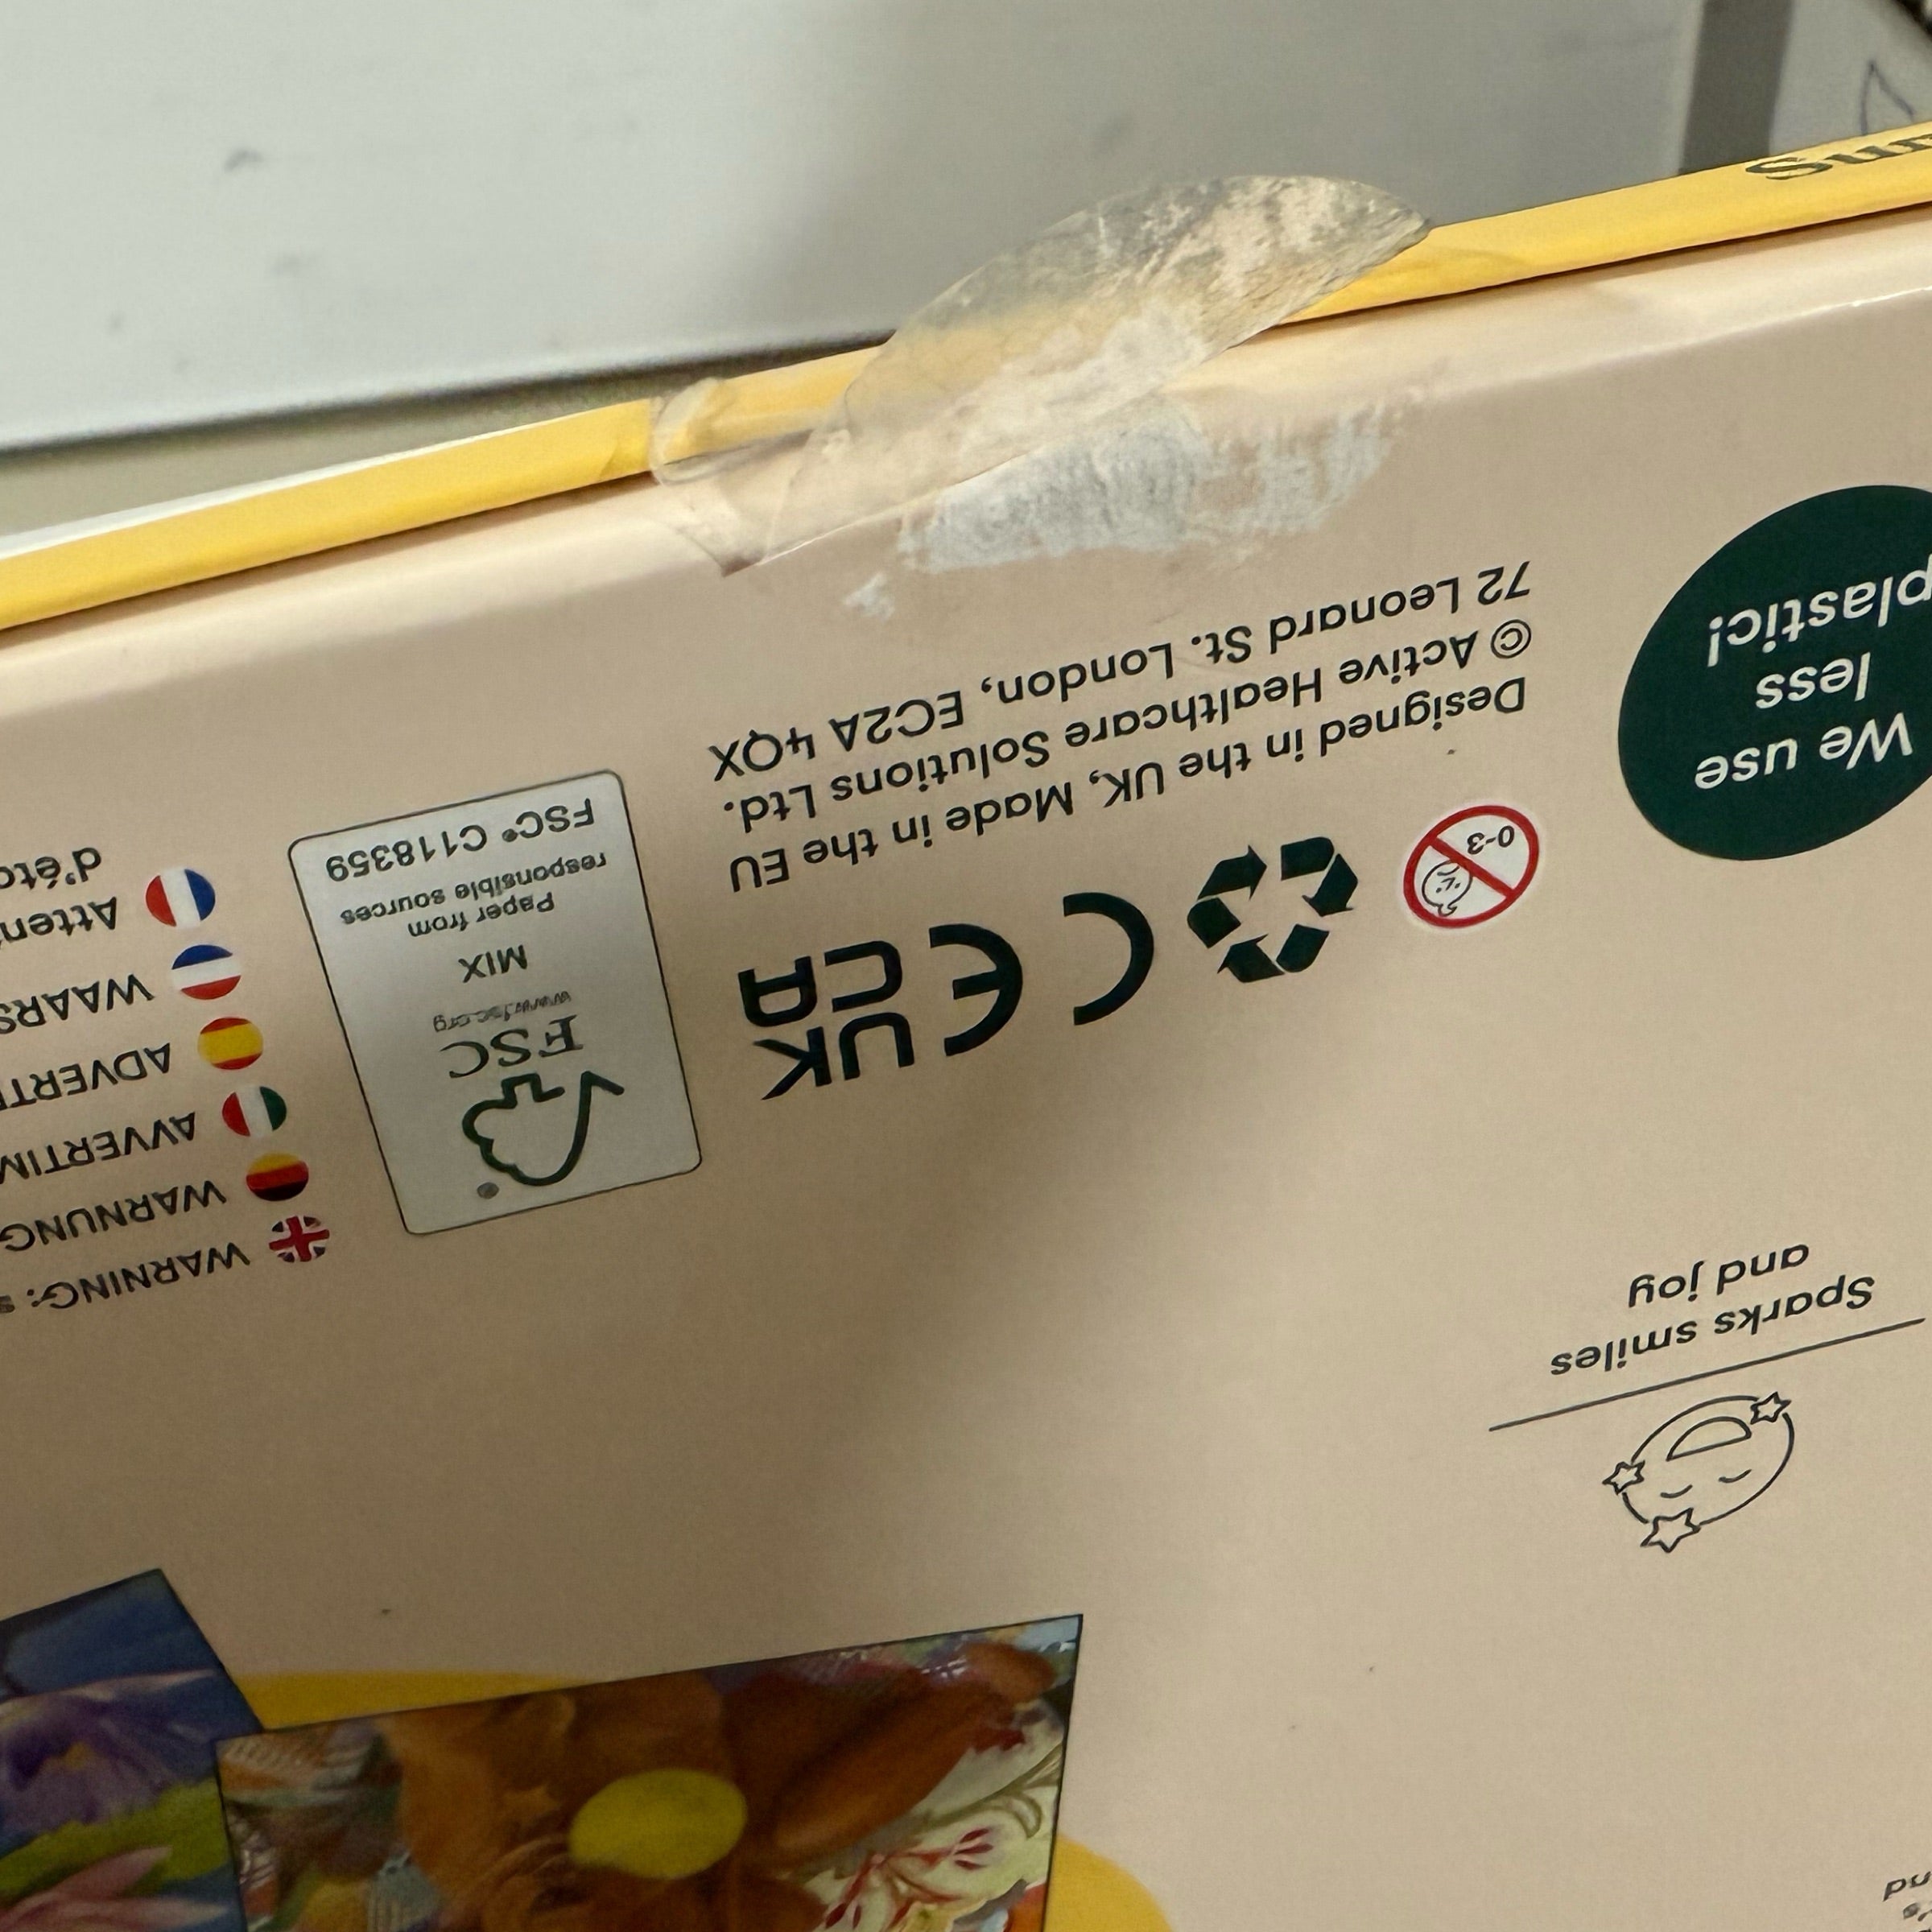 Sparks smiles
and joy
We use
less
plastic!
0-3
CE
UK
CA
Designed in the UK, Made in the EU
© Active Healthcare Solutions Ltd.
72 Leonard St. London, EC2A 4QX
FSC
www.fsc.org
MIX
Paper from
responsible sources
FSC® C118359
WARNING:
WARNUNG
AVVERTIM
ADVERT
WAARS
Atten
d'éto
Sun